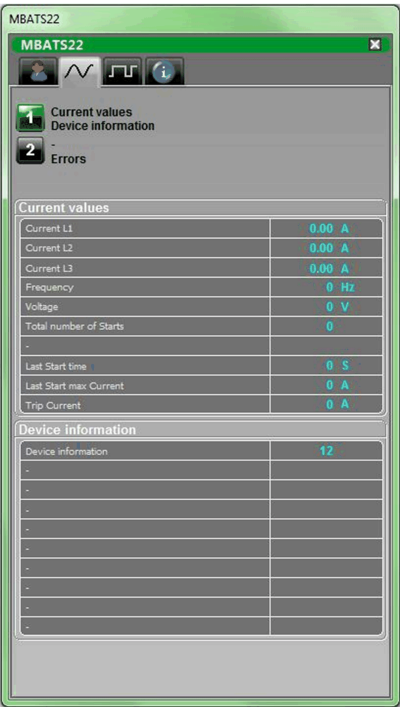 MBATS22
MBATS22
1 Current values
Device information
2 -
Errors
Current values
Current L1 0.00 A
Current L2 0.00 A
Current L3 0.00 A
Frequency 0 Hz
Voltage 0 V
Total number of Starts 0
-
Last Start time 0 S
Last Start max Current 0 A
Trip Current 0 A
Device information
Device information 12
-
-
-
-
-
-
-
-
-